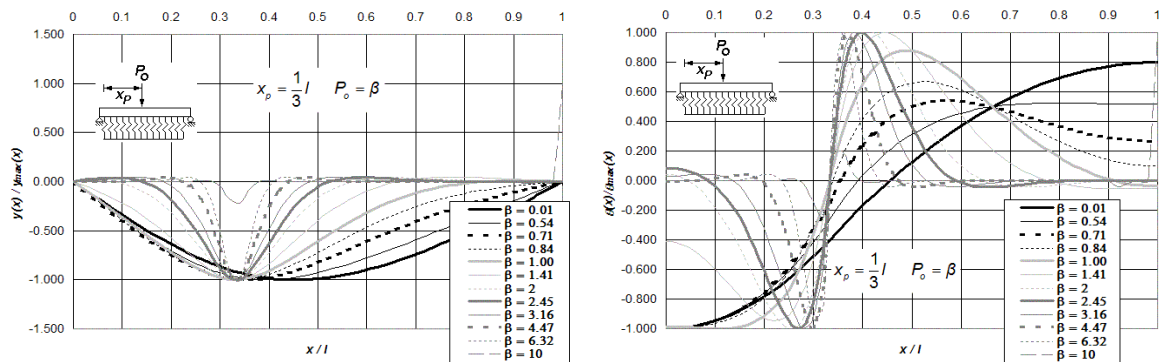 0 0.1 0.2 0.3 0.4 0.5 0.6 0.7 0.8 0.9 1
1.500
1.000
0.500
0.000
-0.500
-1.000
-1.500
y(x) / ymax(x)
Po
xp
xp = 1/3 l Po = β
β = 0.01
β = 0.54
β = 0.71
β = 0.84
β = 1.00
β = 1.41
β = 2
β = 2.45
β = 3.16
β = 4.47
β = 6.32
β = 10
x / l
0 0.1 0.2 0.3 0.4 0.5 0.6 0.7 0.8 0.9 1
1.000
0.800
0.600
0.400
0.200
0.000
-0.200
-0.400
-0.600
-0.800
-1.000
Po
xp
xp = 1/3 l Po = β
β = 0.01
β = 0.54
β = 0.71
β = 0.84
β = 1.00
β = 1.41
β = 2
β = 2.45
β = 3.16
β = 4.47
β = 6.32
β = 10
x / l